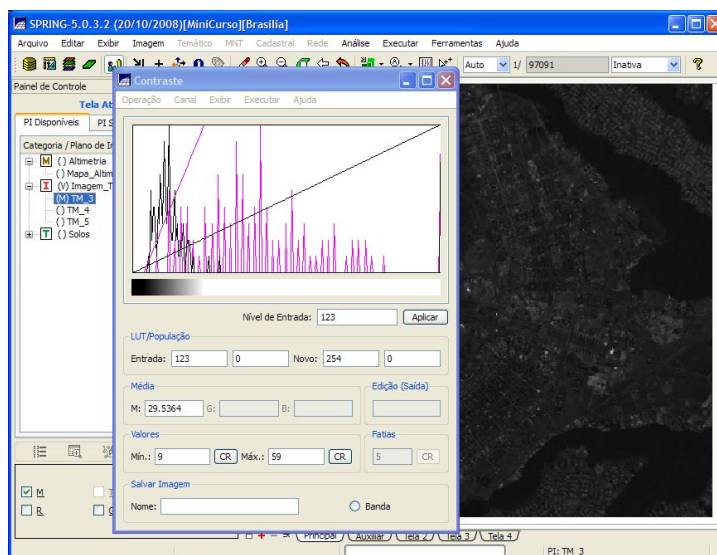 SPRING-5.0.3.2 (20/10/2008)[MiniCurso][Brasilia]
Arquivo Editar Exibir Imagem Temático MNT Cadastral Rede Análise Executar Ferramentas Ajuda
Auto 1/ 97091 Inativa
Painel de Controle
Contraste
Operação Canal Exibir Executar Ajuda
Tela At
PI Disponíveis PI S
Categoria / Plano de Ir
M () Altimetria
() Mapa_Altim
I (V) Imagem_T
(M) TM_3
() TM_4
() TM_5
T () Solos
Nível de Entrada: 123 Aplicar
LUT/População
Entrada: 123 0 Novo: 254 0
Média
M: 29.5364 G: B:
Edição (Saída)
Valores
Mín.: 9 CR Máx.: 59 CR
Fatias
5 CR
Salvar Imagem
Nome: Banda
M
R
Principal Auxiliar Tela 2 Tela 3 Tela 4
PI: TM_3